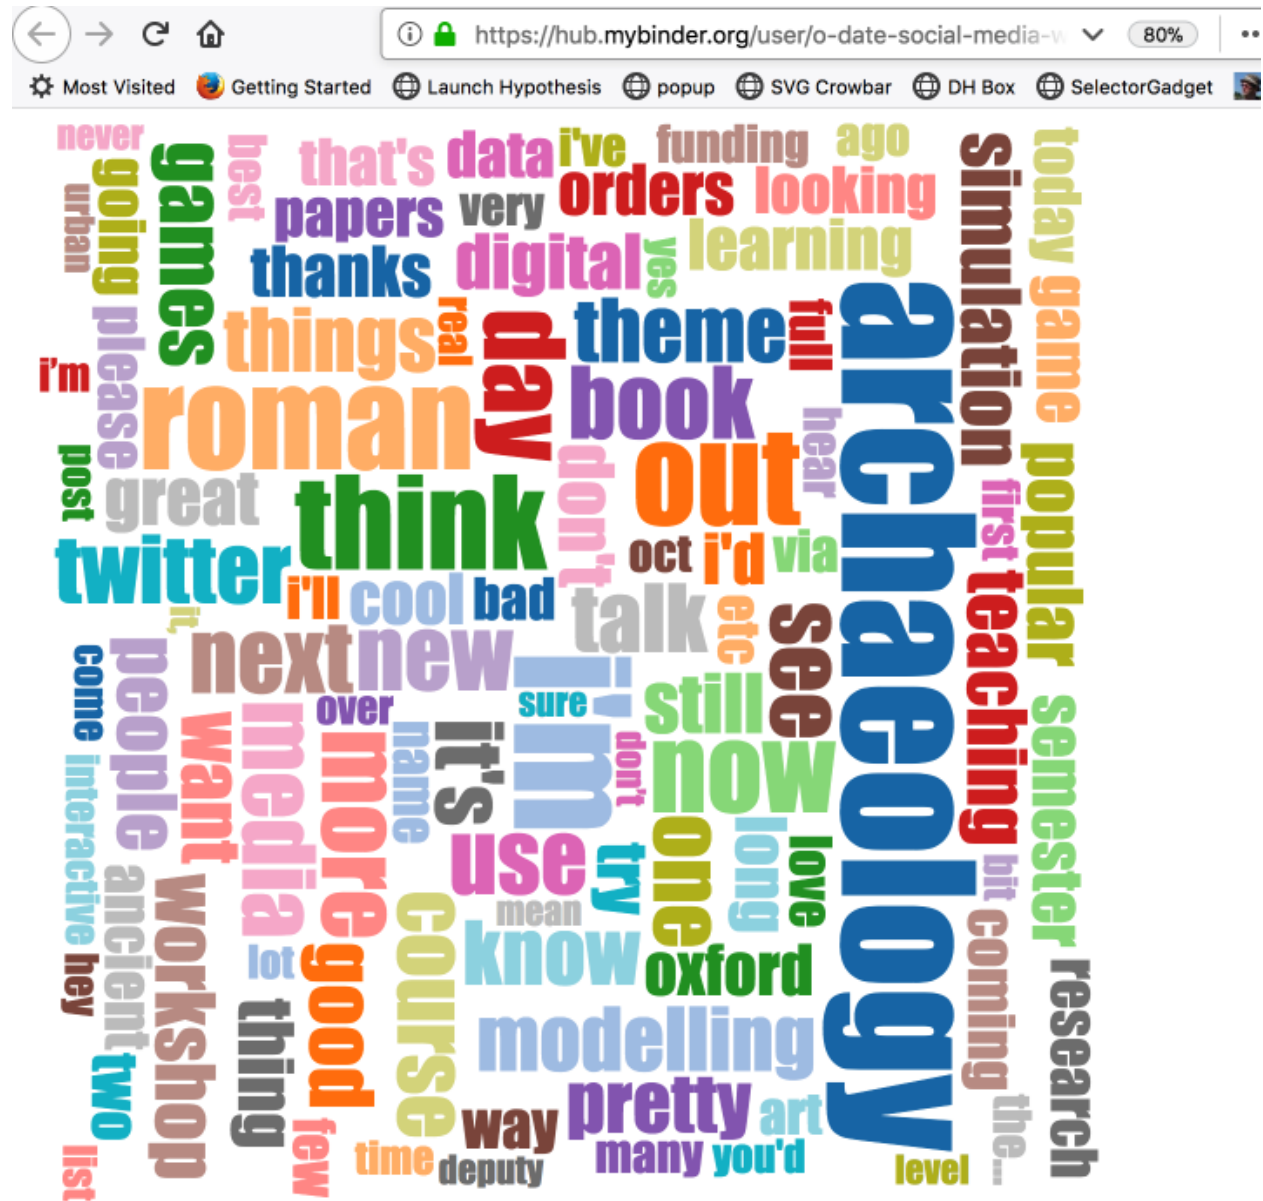 https://hub.mybinder.org/user/o-date-social-media-w
80%
Most Visited Getting Started Launch Hypothesis popup SVG Crowbar DH Box SelectorGadget
never
going
urban
games
best
that's
data
i've
funding
ago
simulation
today
papers
very
orders
looking
thanks
digital
yes
learning
game
please
things
real
day
theme
full
archaeology
i'm
roman
book
hear
post
great
think
don't
out
popular
first
twitter
i'll
cool
bad
oct
i'd
via
teaching
it,
talk
etc
see
come
people
next
new
i'm
sure
still
semester
over
want
media
more
name
it's
don't
now
interactive
use
try
one
long
love
bit
ancient
workshop
course
mean
know
coming
hey
lot
good
oxford
research
thing
modelling
two
few
way
pretty
art
the...
list
time
deputy
many
you'd
level